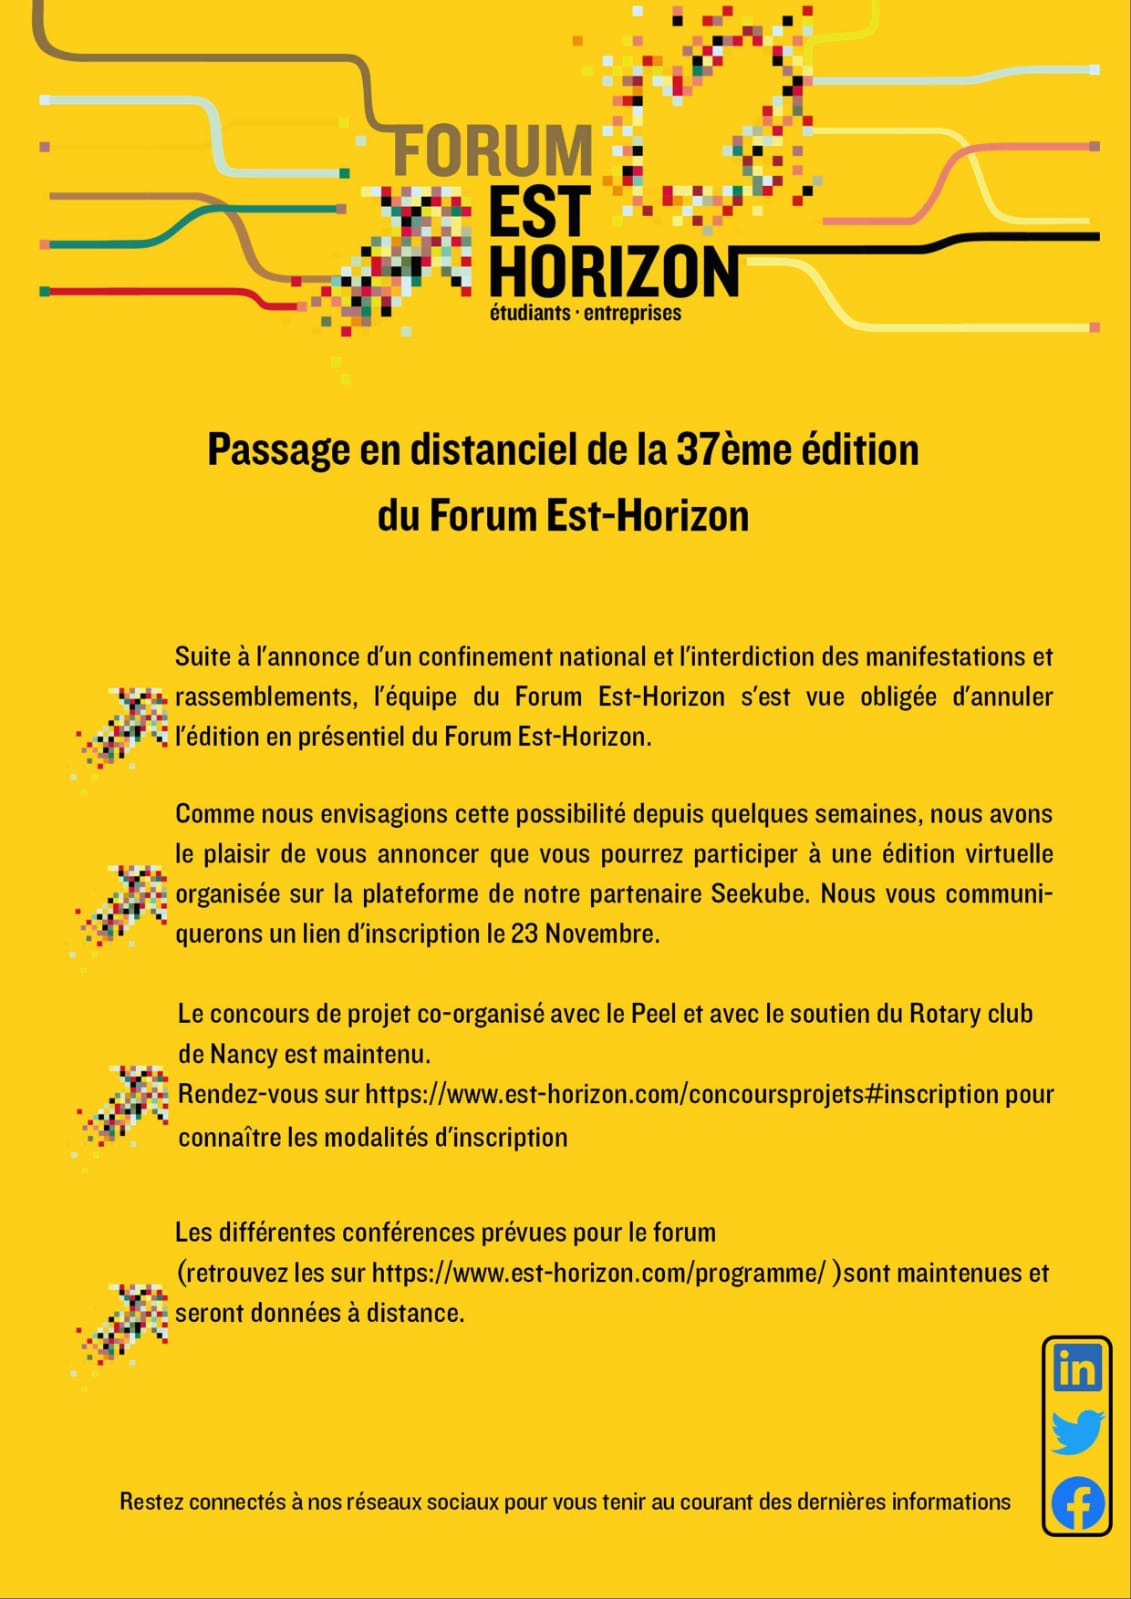 FORUM
EST
HORIZON
étudiants · entreprises
Passage en distanciel de la 37ème édition
du Forum Est-Horizon
Suite à l'annonce d'un confinement national et l'interdiction des manifestations et
rassemblements, l'équipe du Forum Est-Horizon s'est vue obligée d'annuler
l'édition en présentiel du Forum Est-Horizon.
Comme nous envisagions cette possibilité depuis quelques semaines, nous avons
le plaisir de vous annoncer que vous pourrez participer à une édition virtuelle
organisée sur la plateforme de notre partenaire Seekube. Nous vous communi-
querons un lien d'inscription le 23 Novembre.
Le concours de projet co-organisé avec le Peel et avec le soutien du Rotary club
de Nancy est maintenu.
Rendez-vous sur https://www.est-horizon.com/concoursprojets#inscription pour
connaître les modalités d'inscription
Les différentes conférences prévues pour le forum
(retrouvez les sur https://www.est-horizon.com/programme/ )sont maintenues et
seront données à distance.
in
f
Restez connectés à nos réseaux sociaux pour vous tenir au courant des dernières informations